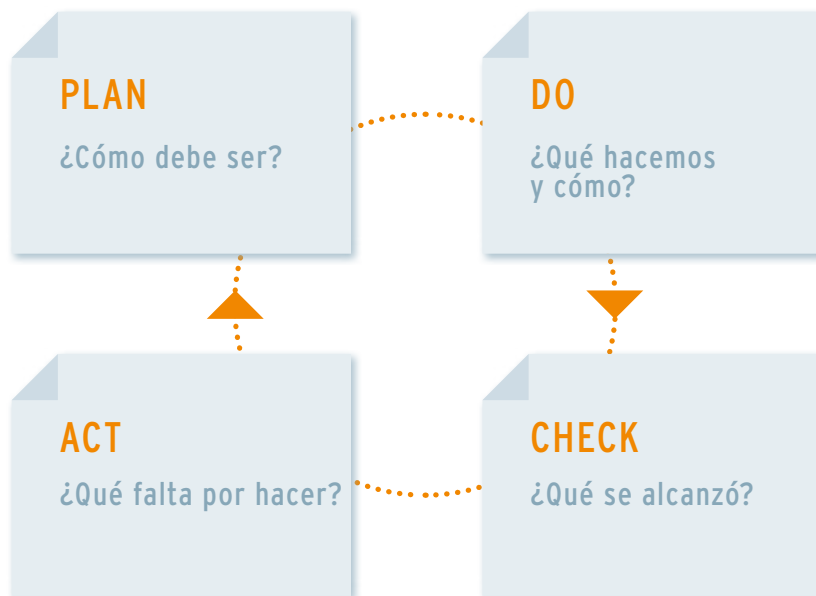 PLAN
¿Cómo debe ser?
DO
¿Qué hacemos
y cómo?
ACT
¿Qué falta por hacer?
CHECK
¿Qué se alcanzó?